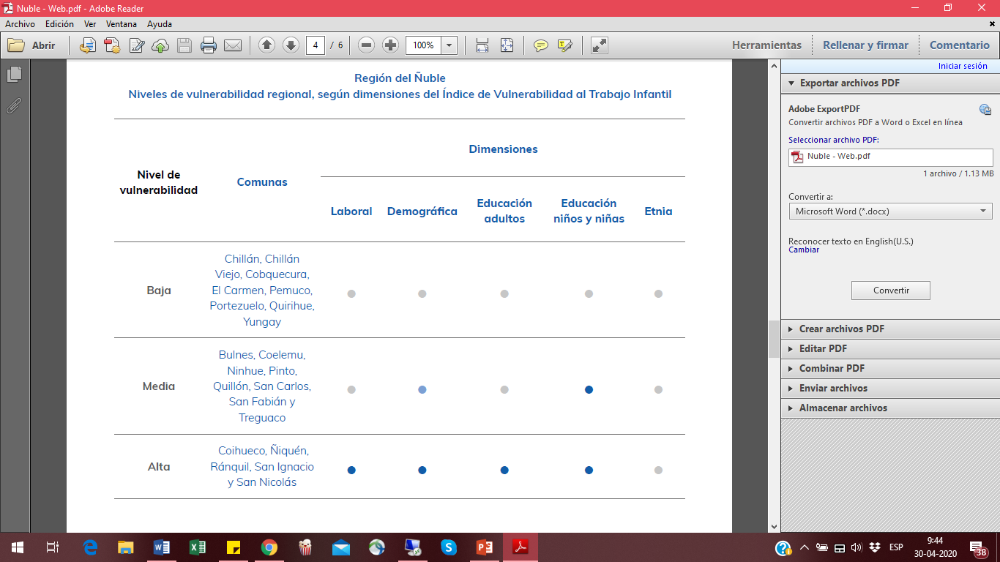 Nuble - Web.pdf - Adobe Reader
Archivo Edición Ver Ventana Ayuda
Abrir 4 / 6 100% Herramientas Rellenar y firmar Comentario
Región del Ñuble
Niveles de vulnerabilidad regional, según dimensiones del Índice de Vulnerabilidad al Trabajo Infantil
Nivel de
vulnerabilidad
Comunas
Dimensiones
Laboral
Demográfica
Educación
adultos
Educación
niños y niñas
Etnia
Baja
Chillán, Chillán
Viejo, Cobquecura,
El Carmen, Pemuco,
Portezuelo, Quirihue,
Yungay
Media
Bulnes, Coelemu,
Ninhue, Pinto,
Quillón, San Carlos,
San Fabián y
Treguaco
Alta
Coihueco, Ñiquén,
Ránquil, San Ignacio
y San Nicolás
Iniciar sesión
Exportar archivos PDF
Adobe ExportPDF
Convertir archivos PDF a Word o Excel en línea
Seleccionar archivo PDF:
Nuble - Web.pdf
1 archivo / 1.13 MB
Convertir a:
Microsoft Word (*.docx)
Reconocer texto en English(U.S.)
Cambiar
Convertir
Crear archivos PDF
Editar PDF
Combinar PDF
Enviar archivos
Almacenar archivos
ESP
9:44
30-04-2020
38